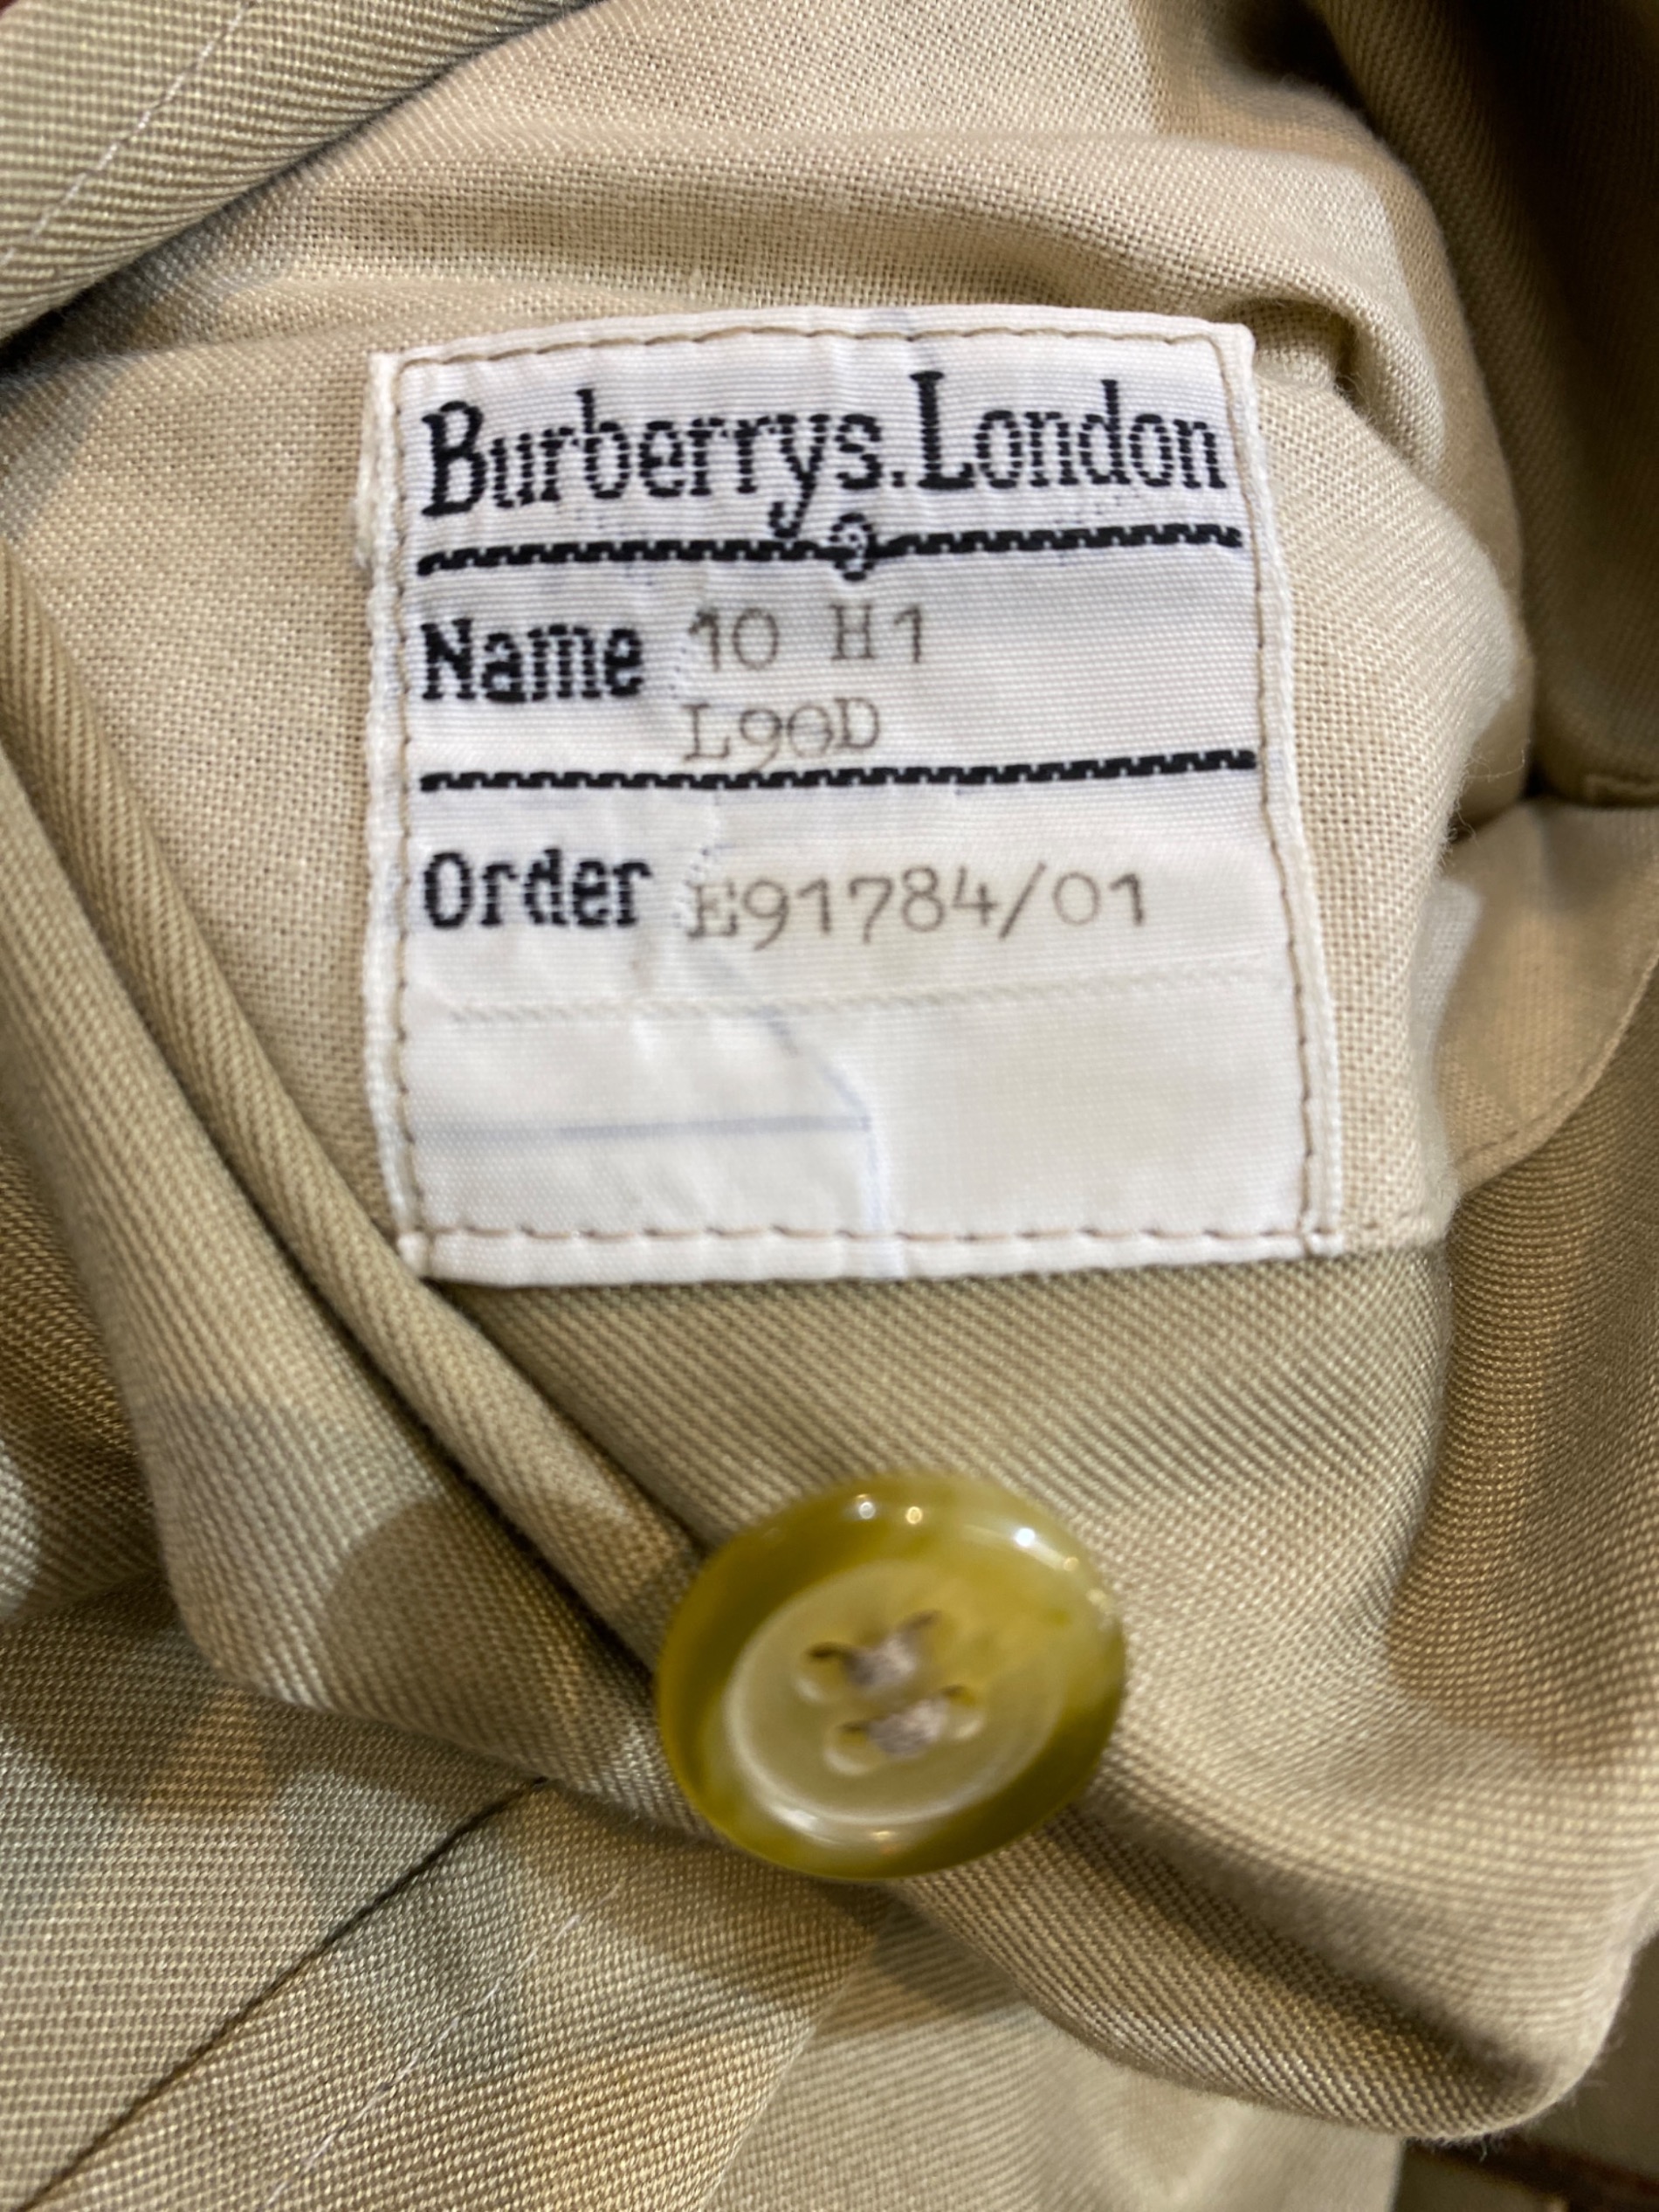 Burberrys.London
Name 10 H1
L90D
Order E91784/01